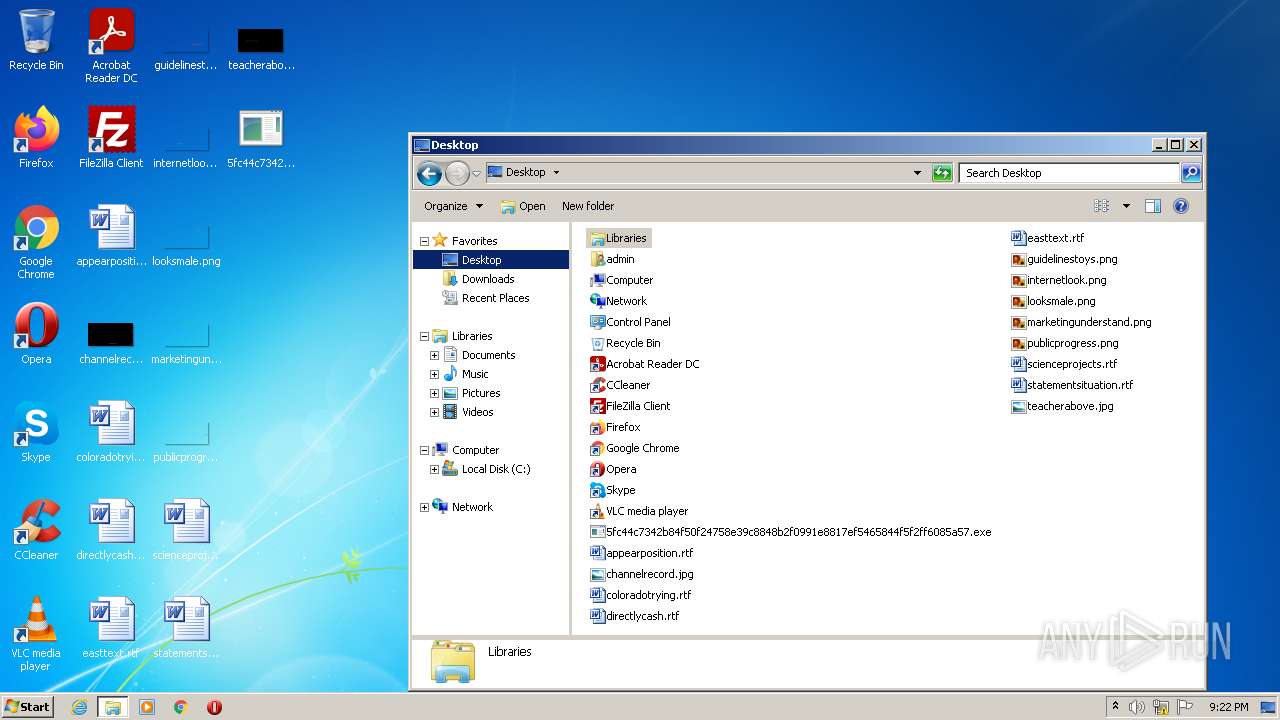 Recycle Bin
Acrobat
Reader DC
guidelinest...
teacherabo...
Firefox
FileZilla Client
internetloo...
5fc44c7342...
Google
Chrome
appearpositi...
looksmale.png
Opera
channelrec...
marketingun...
Skype
coloradotryi...
publicprogr...
CCleaner
directlycash...
scienceproj...
VLC media
player
easttext.rtf
statements...
Desktop
Desktop
Search Desktop
Organize
Open
New folder
Favorites
Desktop
Downloads
Recent Places
Libraries
Documents
Music
Pictures
Videos
Computer
Local Disk (C:)
Network
Libraries
admin
Computer
Network
Control Panel
Recycle Bin
Acrobat Reader DC
CCleaner
FileZilla Client
Firefox
Google Chrome
Opera
Skype
VLC media player
5fc44c7342b84f50f24758e39c8848b2f0991e8817ef5465844f5f2ff6085a57.exe
appearposition.rtf
channelrecord.jpg
coloradotrying.rtf
directlycash.rtf
easttext.rtf
guidelinestoys.png
internetlook.png
looksmale.png
marketingunderstand.png
publicprogress.png
scienceprojects.rtf
statementsituation.rtf
teacherabove.jpg
Libraries
ANY RUN
Start
9:22 PM